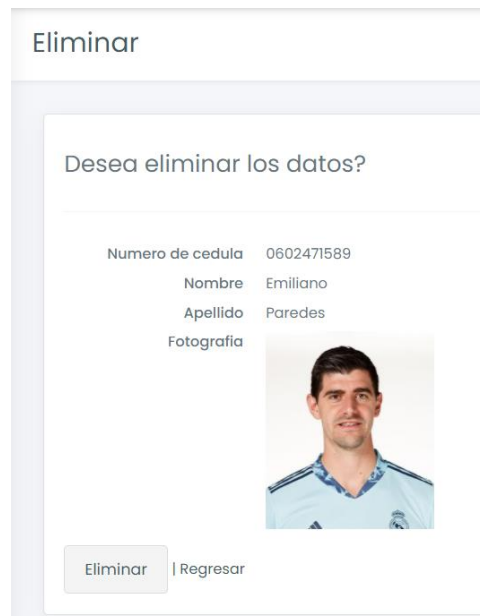 Eliminar
Desea eliminar los datos?
Numero de cedula 0602471589
Nombre Emiliano
Apellido Paredes
Fotografia
Eliminar | Regresar